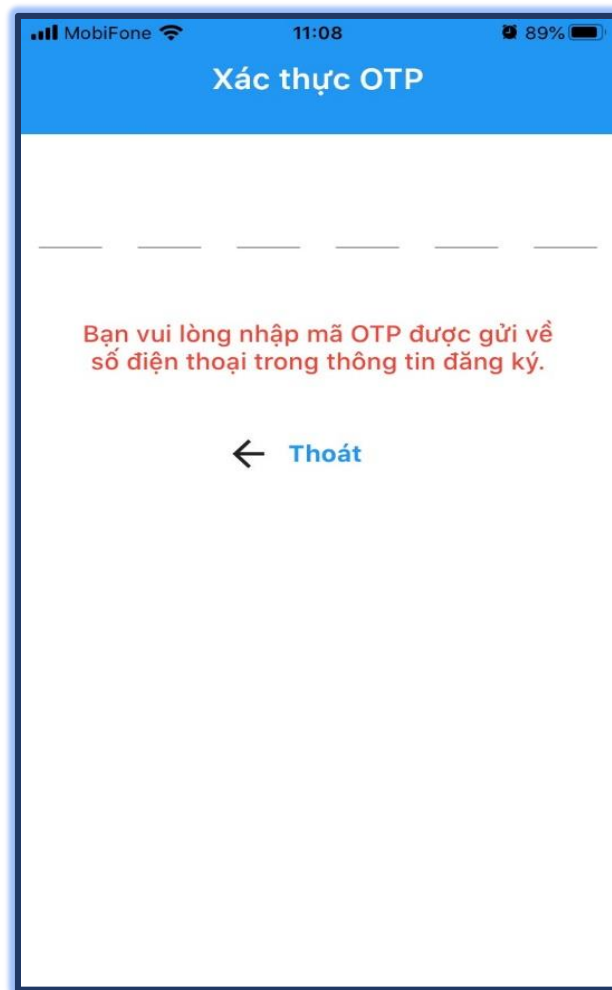 MobiFone 11:08 89%
Xác thực OTP
Bạn vui lòng nhập mã OTP được gửi về
số điện thoại trong thông tin đăng ký.
Thoát